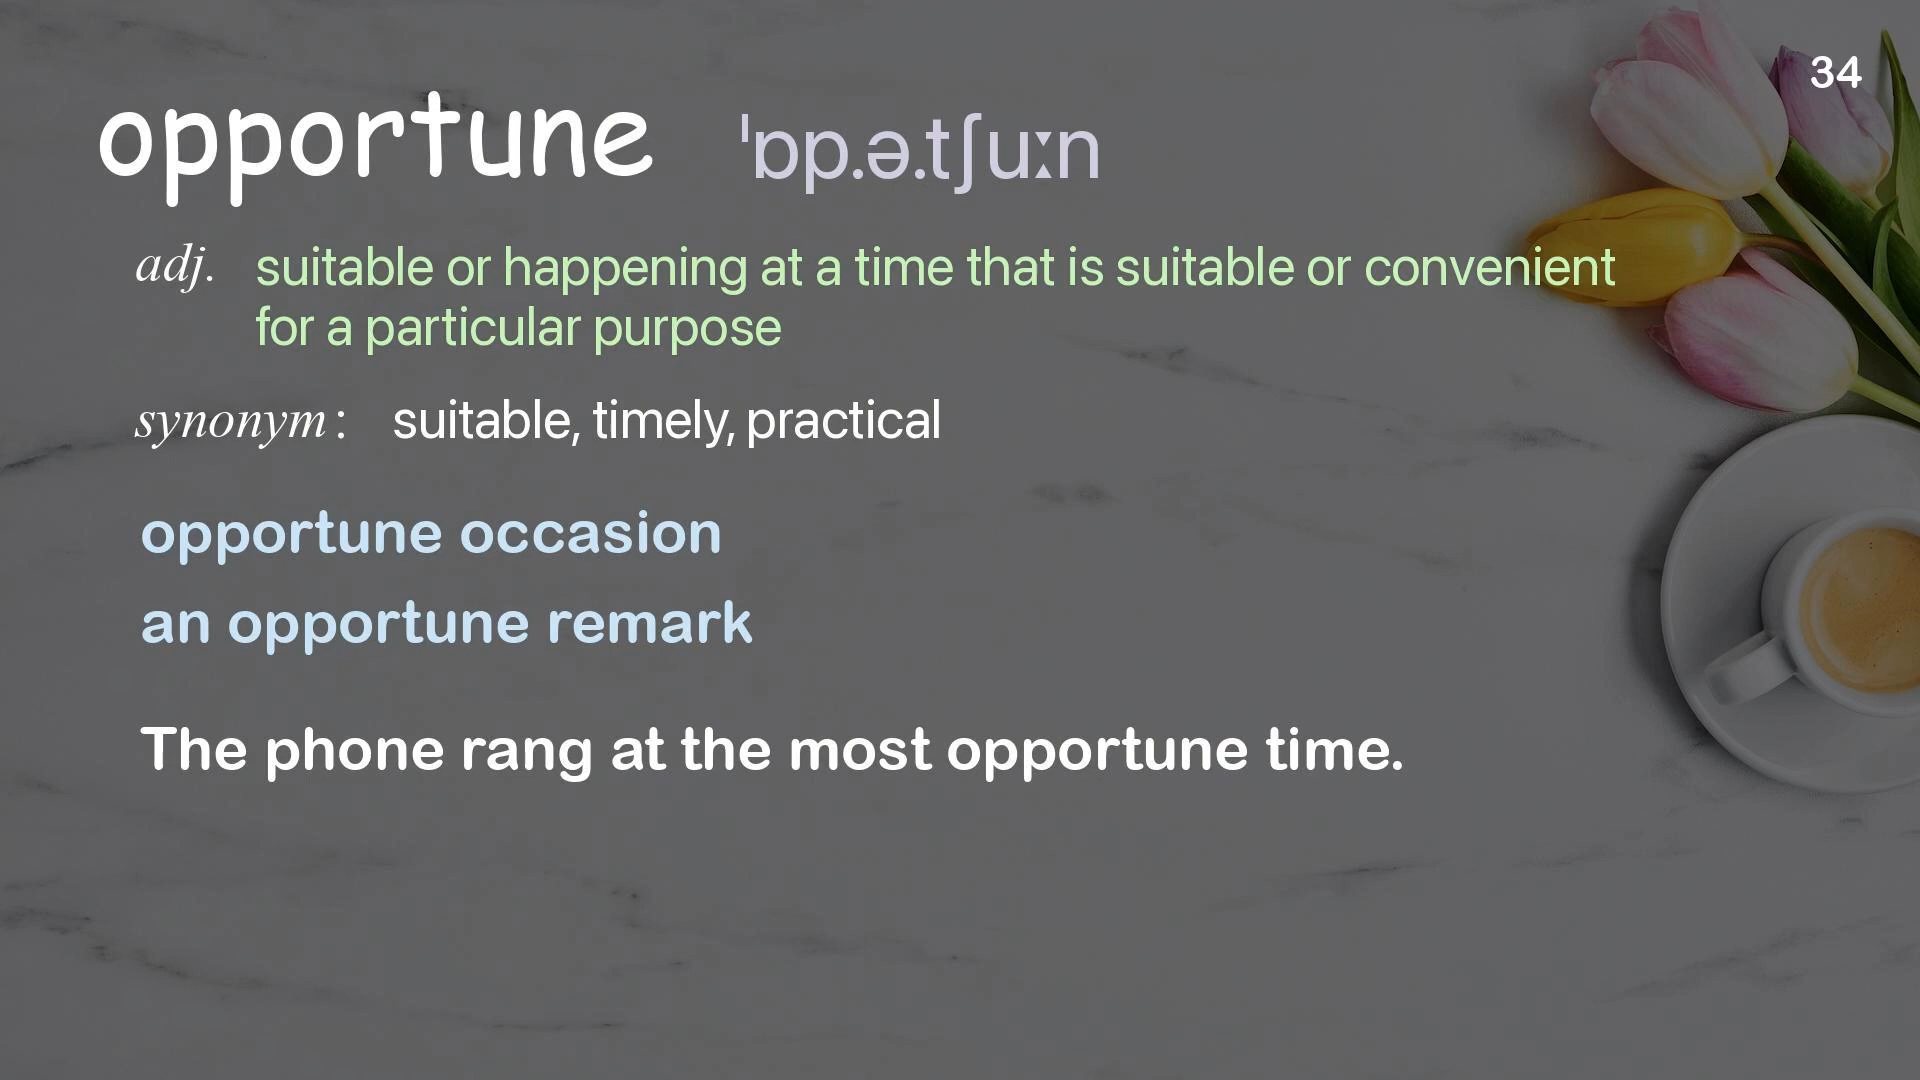 34
opportune ˈɒp.ə.tʃuːn
adj. suitable or happening at a time that is suitable or convenient
for a particular purpose
synonym: suitable, timely, practical
opportune occasion
an opportune remark
The phone rang at the most opportune time.